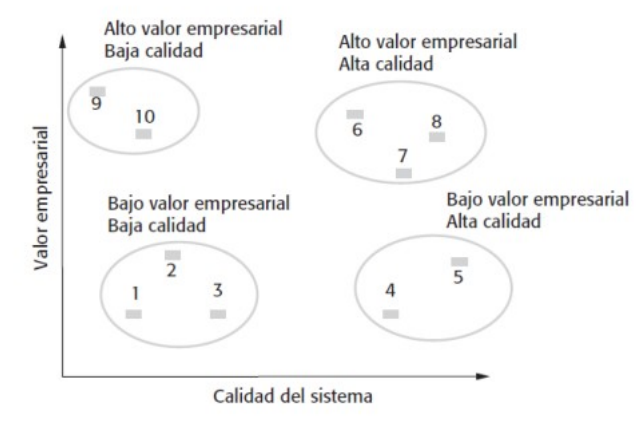 Alto valor empresarial
Baja calidad
Alto valor empresarial
Alta calidad
9
10
6
8
7
Valor empresarial
Bajo valor empresarial
Baja calidad
Bajo valor empresarial
Alta calidad
2
1
3
4
5
Calidad del sistema